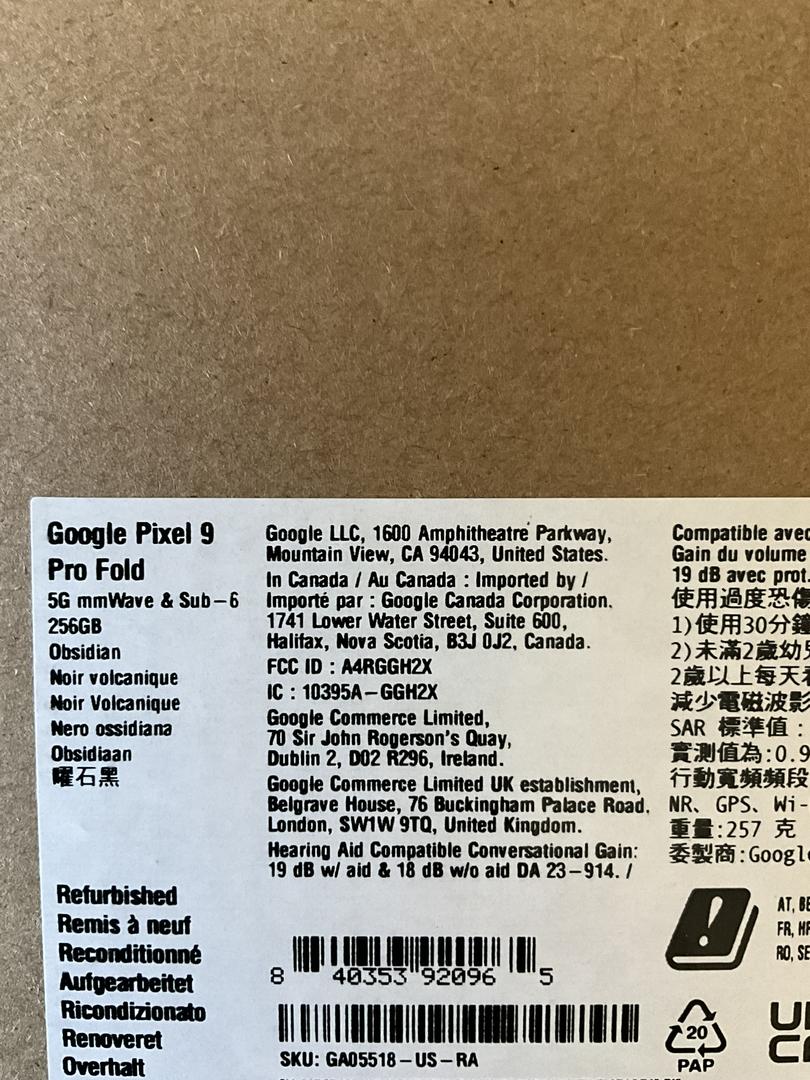 Google Pixel 9
Pro Fold
5G mmWave & Sub-6
256GB
Obsidian
Noir volcanique
Noir Volcanique
Nero ossidiana
Obsidiaan
曜石黑
Refurbished
Remis à neuf
Reconditionné
Aufgearbeitet
Ricondizionato
Renoveret
Overhalt
Google LLC, 1600 Amphitheatre Parkway,
Mountain View, CA 94043, United States.
In Canada / Au Canada : Imported by /
Importé par : Google Canada Corporation.
1741 Lower Water Street, Suite 600,
Halifax, Nova Scotia, B3J 0J2, Canada.
FCC ID : A4RGGH2X
IC : 10395A-GGH2X
Google Commerce Limited,
70 Sir John Rogerson's Quay,
Dublin 2, D02 R296, Ireland.
Google Commerce Limited UK establishment,
Belgrave House, 76 Buckingham Palace Road.
London, SW1W 9TQ, United Kingdom.
Hearing Aid Compatible Conversational Gain:
19 dB w/ aid & 18 dB w/o aid DA 23-914. /
8 40353 92096 5
SKU: GA05518-US-RA
Compatible avec
Gain du volume
19 dB avec prot.
使用過度恐傷
1)使用30分鐘
2)未滿2歲幼兒
2歲以上每天看
減少電磁波影
SAR 標準值:
實測值為:0.9
行動寬頻頻段
NR、GPS、Wi-
重量:257 克
委製商:Google
AT, BE
FR, HR
RO, SE
20
PAP
UK
CA